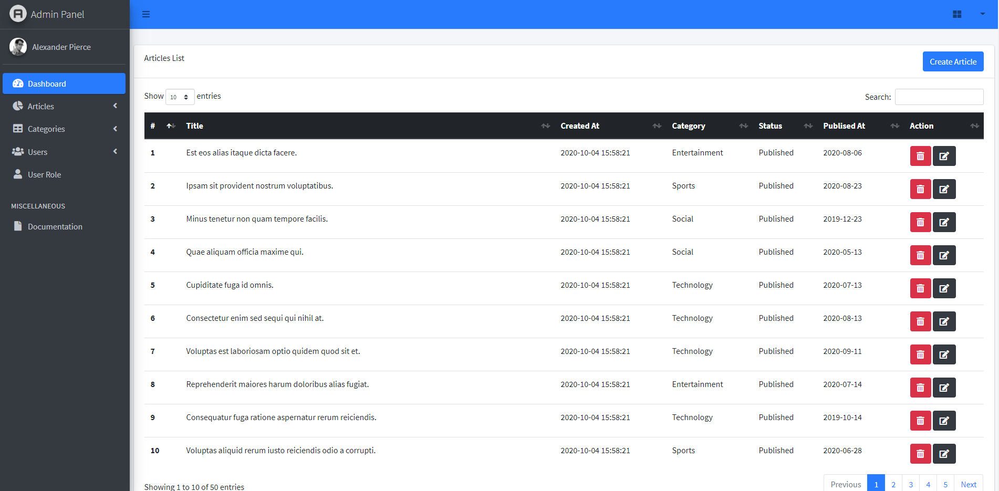 Admin Panel
Alexander Pierce
Dashboard
Articles
Categories
Users
User Role
MISCELLANEOUS
Documentation
Articles List
Create Article
Show 10 entries
Search:
# Title Created At Category Status Publised At Action
1 Est eos alias itaque dicta facere. 2020-10-04 15:58:21 Entertainment Published 2020-08-06
2 Ipsam sit provident nostrum voluptatibus. 2020-10-04 15:58:21 Sports Published 2020-08-23
3 Minus tenetur non quam tempore facilis. 2020-10-04 15:58:21 Social Published 2019-12-23
4 Quae aliquam officia maxime qui. 2020-10-04 15:58:21 Social Published 2020-05-13
5 Cupiditate fuga id omnis. 2020-10-04 15:58:21 Technology Published 2020-07-13
6 Consectetur enim sed sequi qui nihil at. 2020-10-04 15:58:21 Technology Published 2020-08-13
7 Voluptas est laboriosam optio quidem quod sit et. 2020-10-04 15:58:21 Technology Published 2020-09-11
8 Reprehenderit maiores harum doloribus alias fugiat. 2020-10-04 15:58:21 Entertainment Published 2020-07-14
9 Consequatur fuga ratione aspernatur rerum reiciendis. 2020-10-04 15:58:21 Technology Published 2019-10-14
10 Voluptas aliquid rerum iusto reiciendis odio a corrupti. 2020-10-04 15:58:21 Sports Published 2020-06-28
Showing 1 to 10 of 50 entries
Previous 1 2 3 4 5 Next